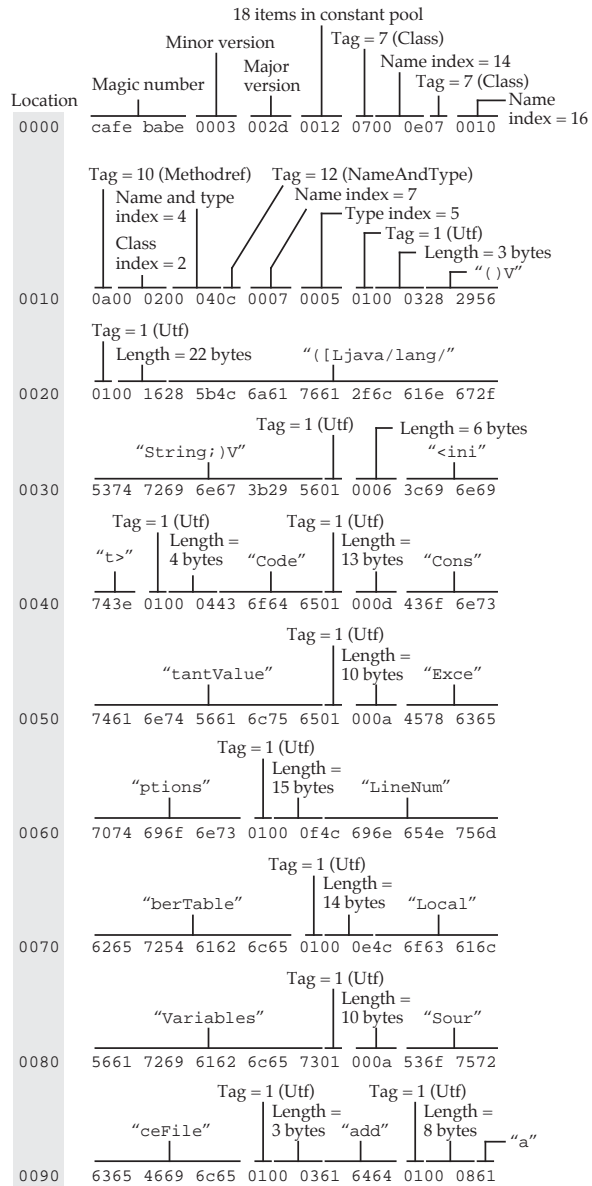 18 items in constant pool
Tag = 7 (Class)
Minor version
Name index = 14
Major version
Tag = 7 (Class)
Magic number
Location
Name index = 16
0000 cafe babe 0003 002d 0012 0700 0e07 0010
Tag = 10 (Methodref)
Tag = 12 (NameAndType)
Name and type index = 4
Name index = 7
Type index = 5
Class index = 2
Tag = 1 (Utf)
Length = 3 bytes
“()V”
0010 0a00 0200 040c 0007 0005 0100 0328 2956
Tag = 1 (Utf)
Length = 22 bytes
“([Ljava/lang/”
0020 0100 1628 5b4c 6a61 7661 2f6c 616e 672f
Tag = 1 (Utf)
Length = 6 bytes
“String;)V”
“<ini”
0030 5374 7269 6e67 3b29 5601 0006 3c69 6e69
Tag = 1 (Utf)
Tag = 1 (Utf)
“t>”
Length = 4 bytes
“Code”
Length = 13 bytes
“Cons”
0040 743e 0100 0443 6f64 6501 000d 436f 6e73
Tag = 1 (Utf)
“tantValue”
Length = 10 bytes
“Exce”
0050 7461 6e74 5661 6c75 6501 000a 4578 6365
Tag = 1 (Utf)
“ptions”
Length = 15 bytes
“LineNum”
0060 7074 696f 6e73 0100 0f4c 696e 654e 756d
Tag = 1 (Utf)
“berTable”
Length = 14 bytes
“Local”
0070 6265 7254 6162 6c65 0100 0e4c 6f63 616c
Tag = 1 (Utf)
“Variables”
Length = 10 bytes
“Sour”
0080 5661 7269 6162 6c65 7301 000a 536f 7572
Tag = 1 (Utf)
Tag = 1 (Utf)
“ceFile”
Length = 3 bytes
“add”
Length = 8 bytes
“a”
0090 6365 4669 6c65 0100 0361 6464 0100 0861